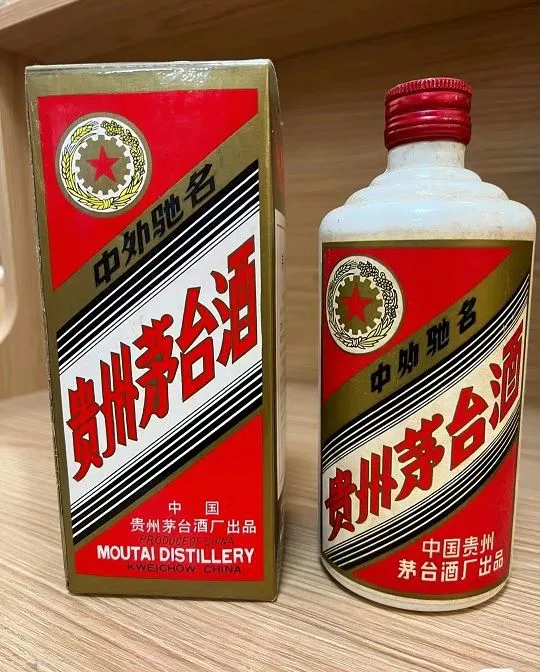 中外驰名
贵州茅台酒
中国
贵州茅台酒厂出品
PRODUCE OF CHINA
MOUTAI DISTILLERY
KWEICHOW CHINA
中外驰名
贵州茅台酒
中国贵州
茅台酒厂出品